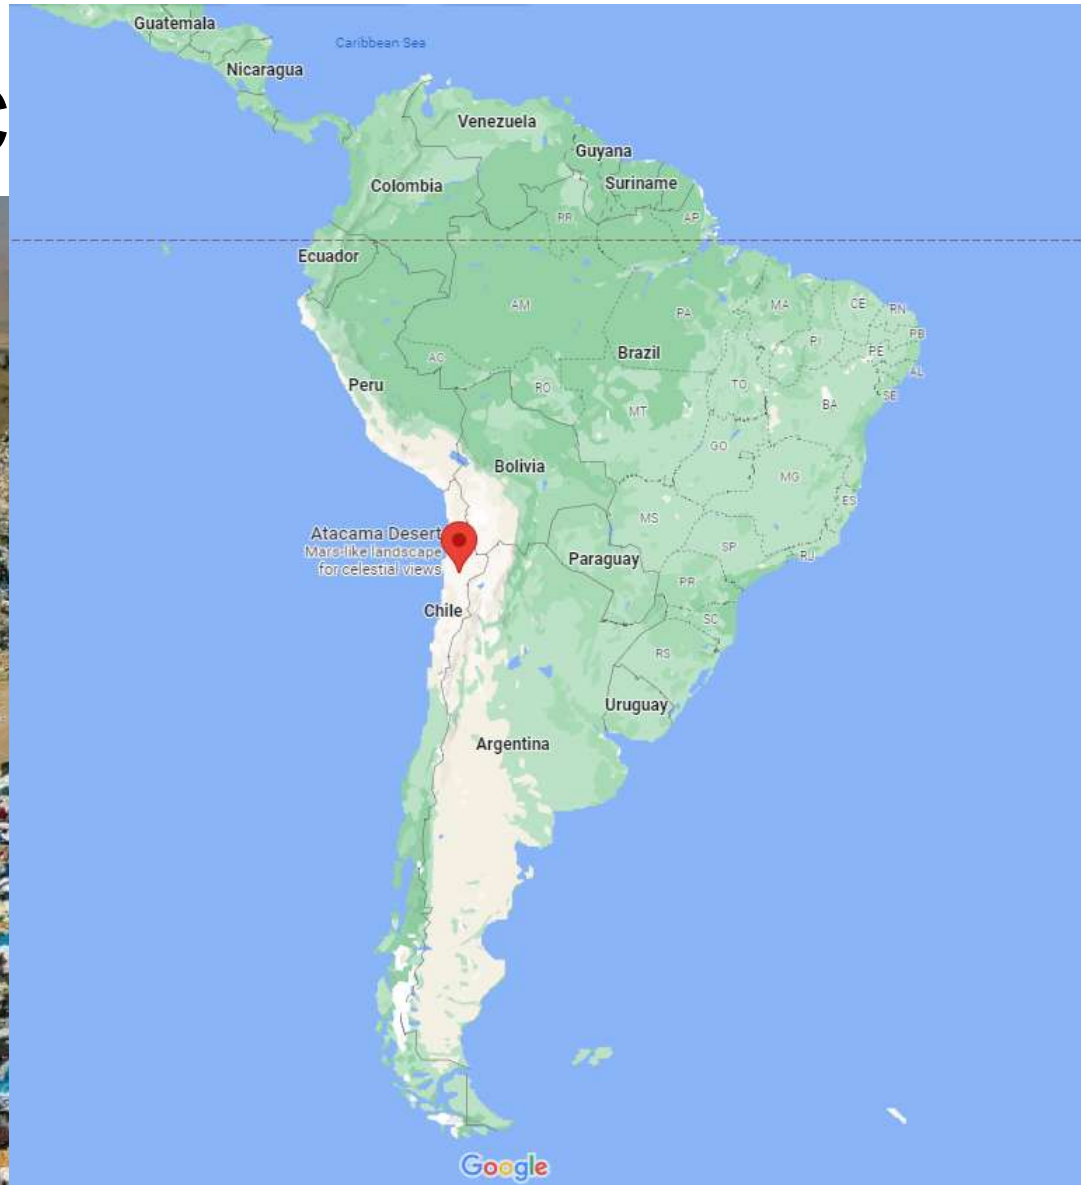 Guatemala
Caribbean Sea
Nicaragua
Venezuela
Guyana
Colombia
Suriname
RR
AP
Ecuador
AM
PA
MA
CE
RN
PI
PB
PE
Brazil
AC
AL
Peru
RO
TO
SE
MT
BA
GO
Bolivia
MG
ES
MS
Atacama Desert
Mars-like landscape
for celestial views
SP
RJ
Paraguay
PR
Chile
SC
RS
Uruguay
Argentina
Google